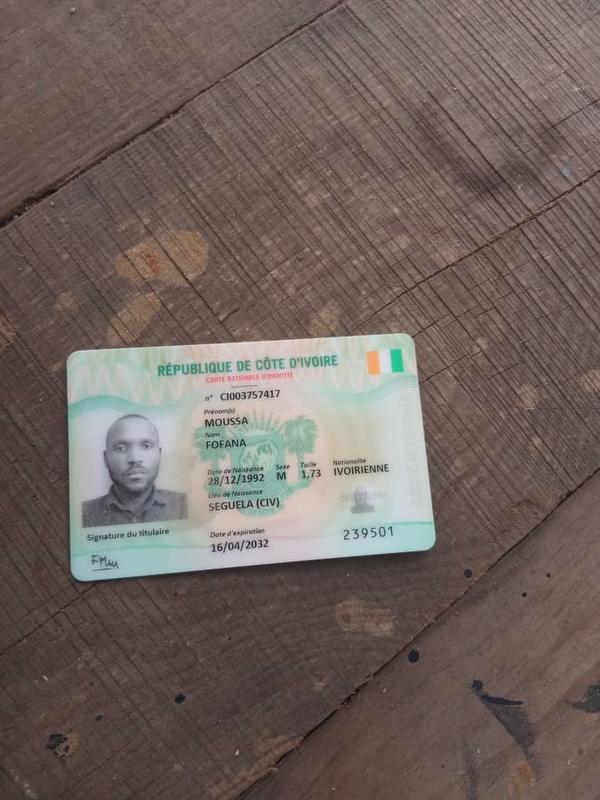 RÉPUBLIQUE DE CÔTE D'IVOIRE
CARTE NATIONALE D'IDENTITÉ
n° CI003757417
Prénom(s)
MOUSSA
Nom
FOFANA
Date de Naissance Sexe Taille Nationalité
28/12/1992 M 1,73 IVOIRIENNE
Lieu de Naissance
SEGUELA (CIV)
Signature du titulaire
Date d'expiration
16/04/2032
239501